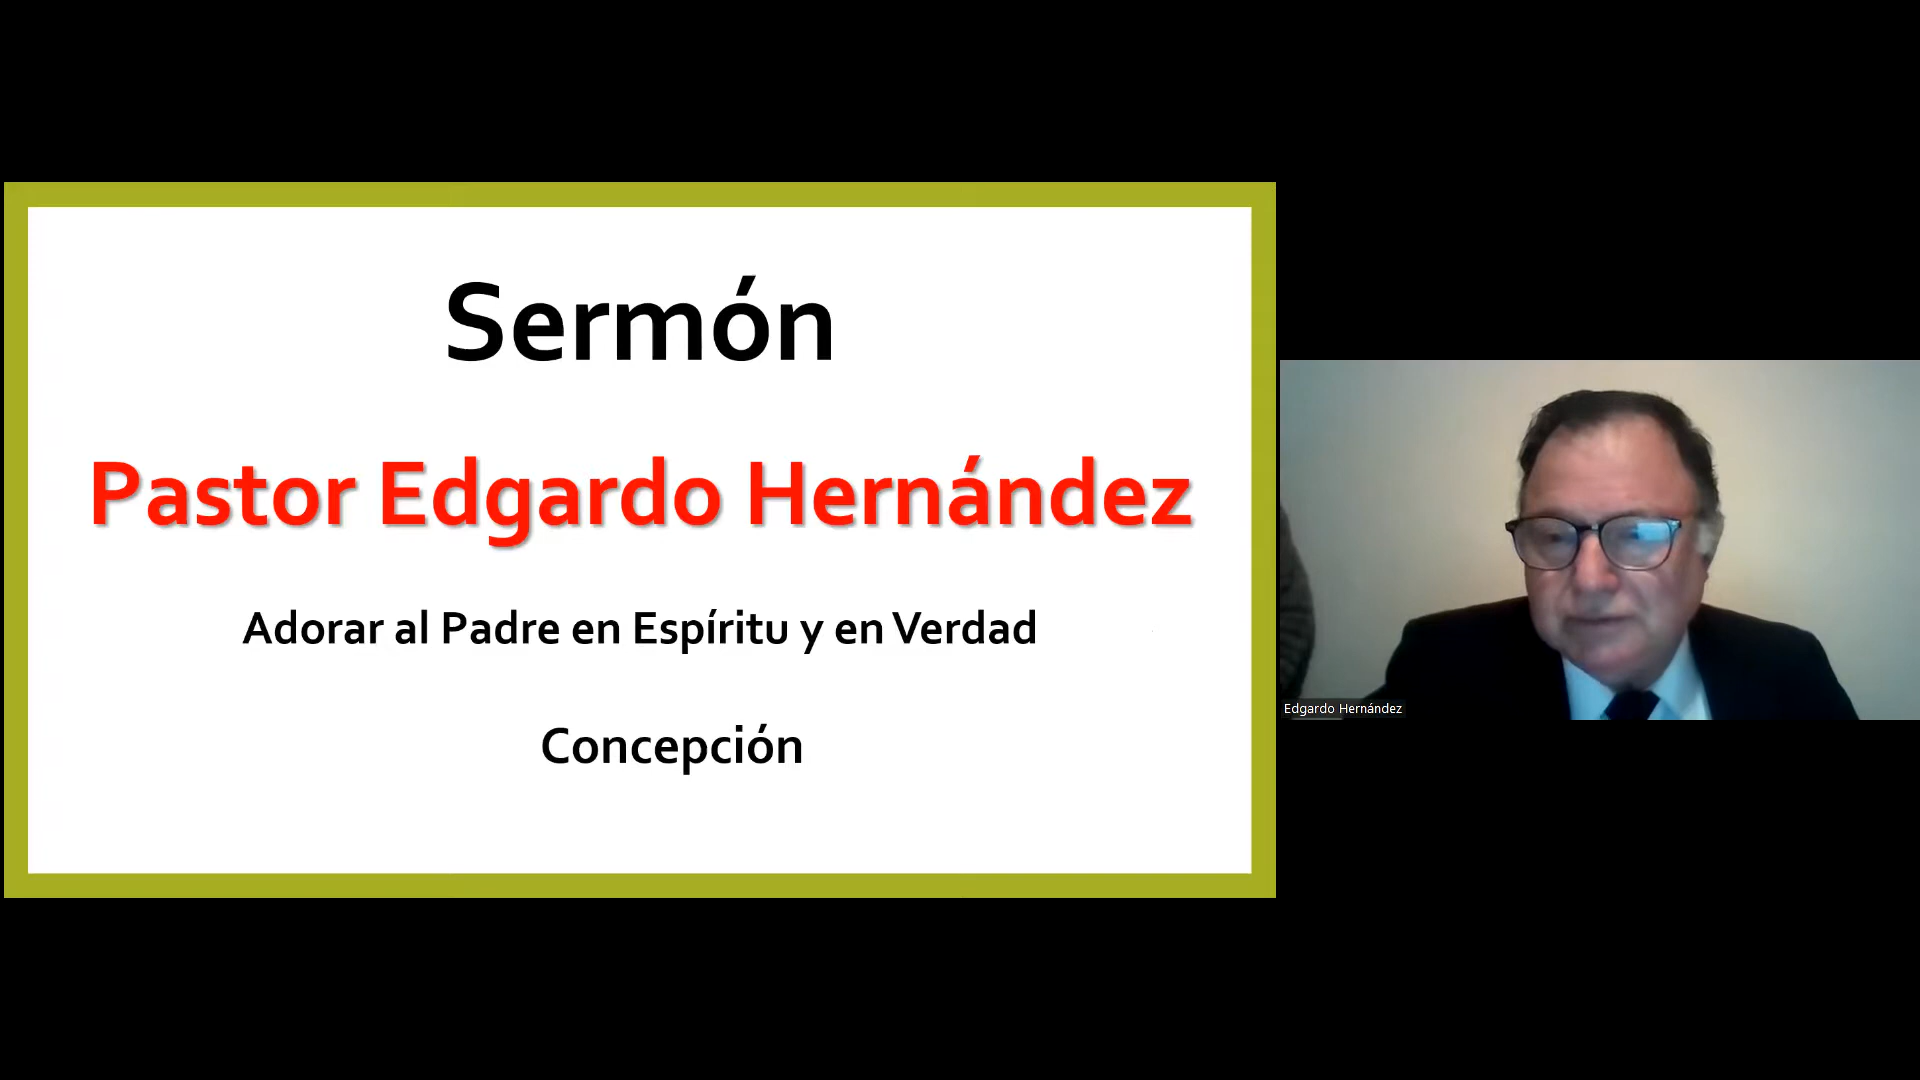 Sermón
Pastor Edgardo Hernández
Adorar al Padre en Espíritu y en Verdad
Concepción
Edgardo Hernández